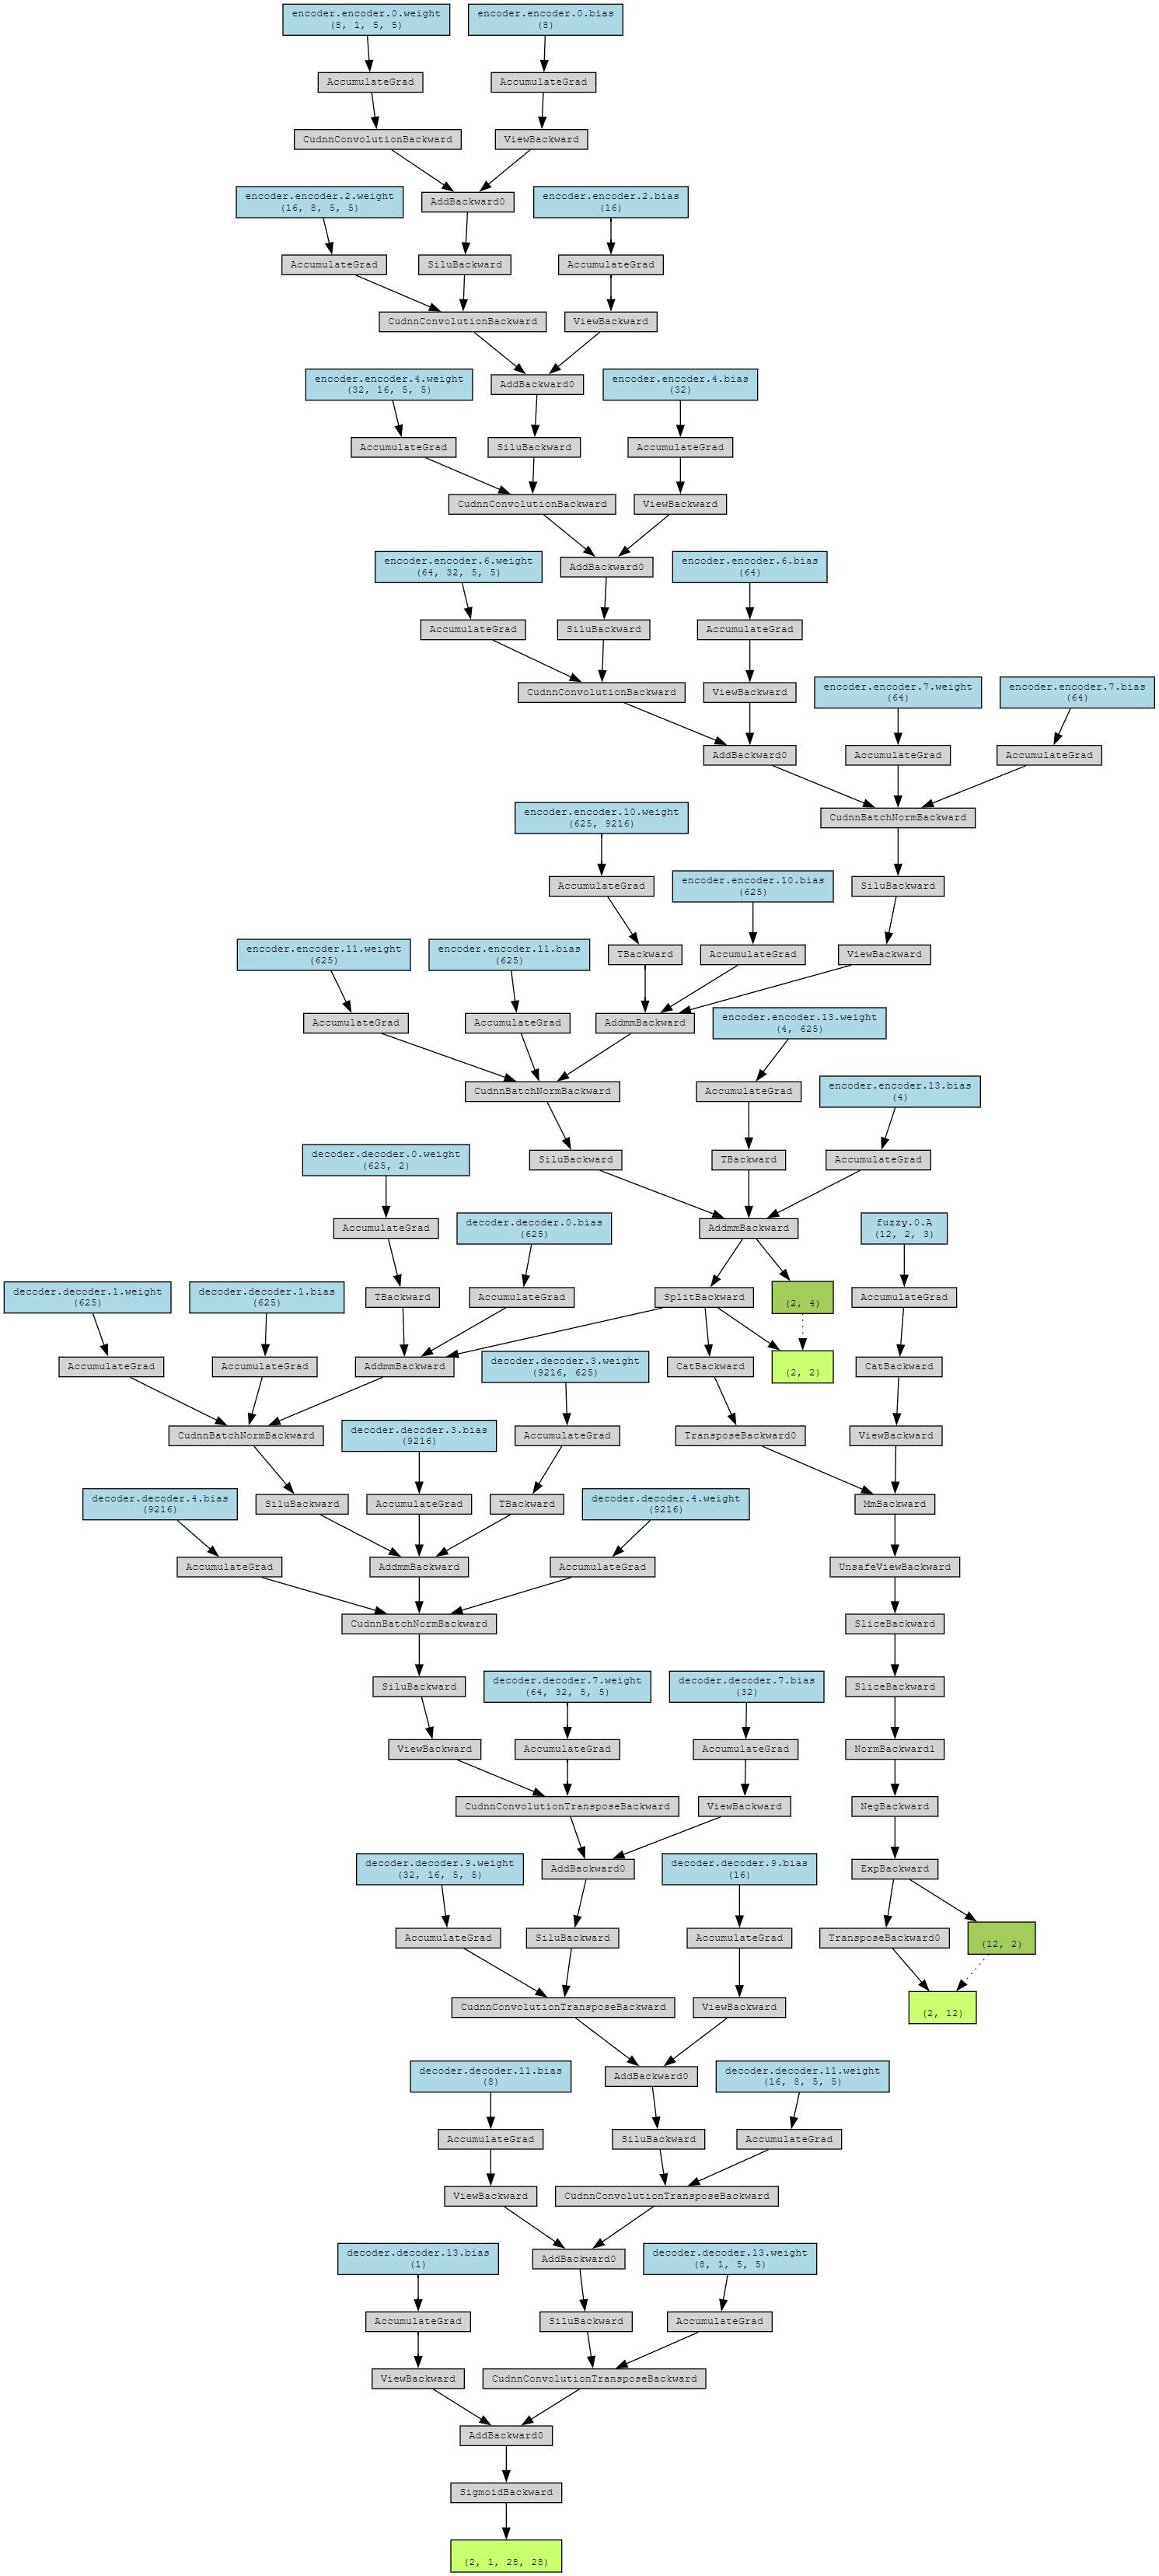 encoder.encoder.0.weight
(8, 1, 5, 5)
encoder.encoder.0.bias
(8)
AccumulateGrad
AccumulateGrad
CudnnConvolutionBackward
ViewBackward
encoder.encoder.2.weight
(16, 8, 5, 5)
AddBackward0
encoder.encoder.2.bias
(16)
AccumulateGrad
SiluBackward
AccumulateGrad
CudnnConvolutionBackward
ViewBackward
encoder.encoder.4.weight
(32, 16, 5, 5)
AddBackward0
encoder.encoder.4.bias
(32)
AccumulateGrad
SiluBackward
AccumulateGrad
CudnnConvolutionBackward
ViewBackward
encoder.encoder.6.weight
(64, 32, 5, 5)
AddBackward0
encoder.encoder.6.bias
(64)
AccumulateGrad
SiluBackward
AccumulateGrad
CudnnConvolutionBackward
ViewBackward
encoder.encoder.7.weight
(64)
encoder.encoder.7.bias
(64)
AddBackward0
AccumulateGrad
AccumulateGrad
encoder.encoder.10.weight
(625, 9216)
CudnnBatchNormBackward
AccumulateGrad
encoder.encoder.10.bias
(625)
SiluBackward
encoder.encoder.11.weight
(625)
encoder.encoder.11.bias
(625)
TBackward
AccumulateGrad
ViewBackward
AccumulateGrad
AccumulateGrad
AddmmBackward
encoder.encoder.13.weight
(4, 625)
CudnnBatchNormBackward
AccumulateGrad
encoder.encoder.13.bias
(4)
decoder.decoder.0.weight
(625, 2)
SiluBackward
TBackward
AccumulateGrad
AccumulateGrad
decoder.decoder.0.bias
(625)
AddmmBackward
fuzzy.0.A
(12, 2, 3)
decoder.decoder.1.weight
(625)
decoder.decoder.1.bias
(625)
TBackward
AccumulateGrad
SplitBackward
(2, 4)
AccumulateGrad
AccumulateGrad
AccumulateGrad
AddmmBackward
decoder.decoder.3.weight
(9216, 625)
CatBackward
(2, 2)
CatBackward
CudnnBatchNormBackward
decoder.decoder.3.bias
(9216)
AccumulateGrad
TransposeBackward0
ViewBackward
decoder.decoder.4.bias
(9216)
SiluBackward
AccumulateGrad
TBackward
decoder.decoder.4.weight
(9216)
MmBackward
AccumulateGrad
AddmmBackward
AccumulateGrad
UnsafeViewBackward
CudnnBatchNormBackward
SliceBackward
SiluBackward
decoder.decoder.7.weight
(64, 32, 5, 5)
decoder.decoder.7.bias
(32)
SliceBackward
ViewBackward
AccumulateGrad
AccumulateGrad
NormBackward1
CudnnConvolutionTransposeBackward
ViewBackward
NegBackward
decoder.decoder.9.weight
(32, 16, 5, 5)
AddBackward0
decoder.decoder.9.bias
(16)
ExpBackward
AccumulateGrad
SiluBackward
AccumulateGrad
TransposeBackward0
(12, 2)
CudnnConvolutionTransposeBackward
ViewBackward
(2, 12)
decoder.decoder.11.bias
(8)
AddBackward0
decoder.decoder.11.weight
(16, 8, 5, 5)
AccumulateGrad
SiluBackward
AccumulateGrad
ViewBackward
CudnnConvolutionTransposeBackward
decoder.decoder.13.bias
(1)
AddBackward0
decoder.decoder.13.weight
(8, 1, 5, 5)
AccumulateGrad
SiluBackward
AccumulateGrad
ViewBackward
CudnnConvolutionTransposeBackward
AddBackward0
SigmoidBackward
(2, 1, 28, 28)